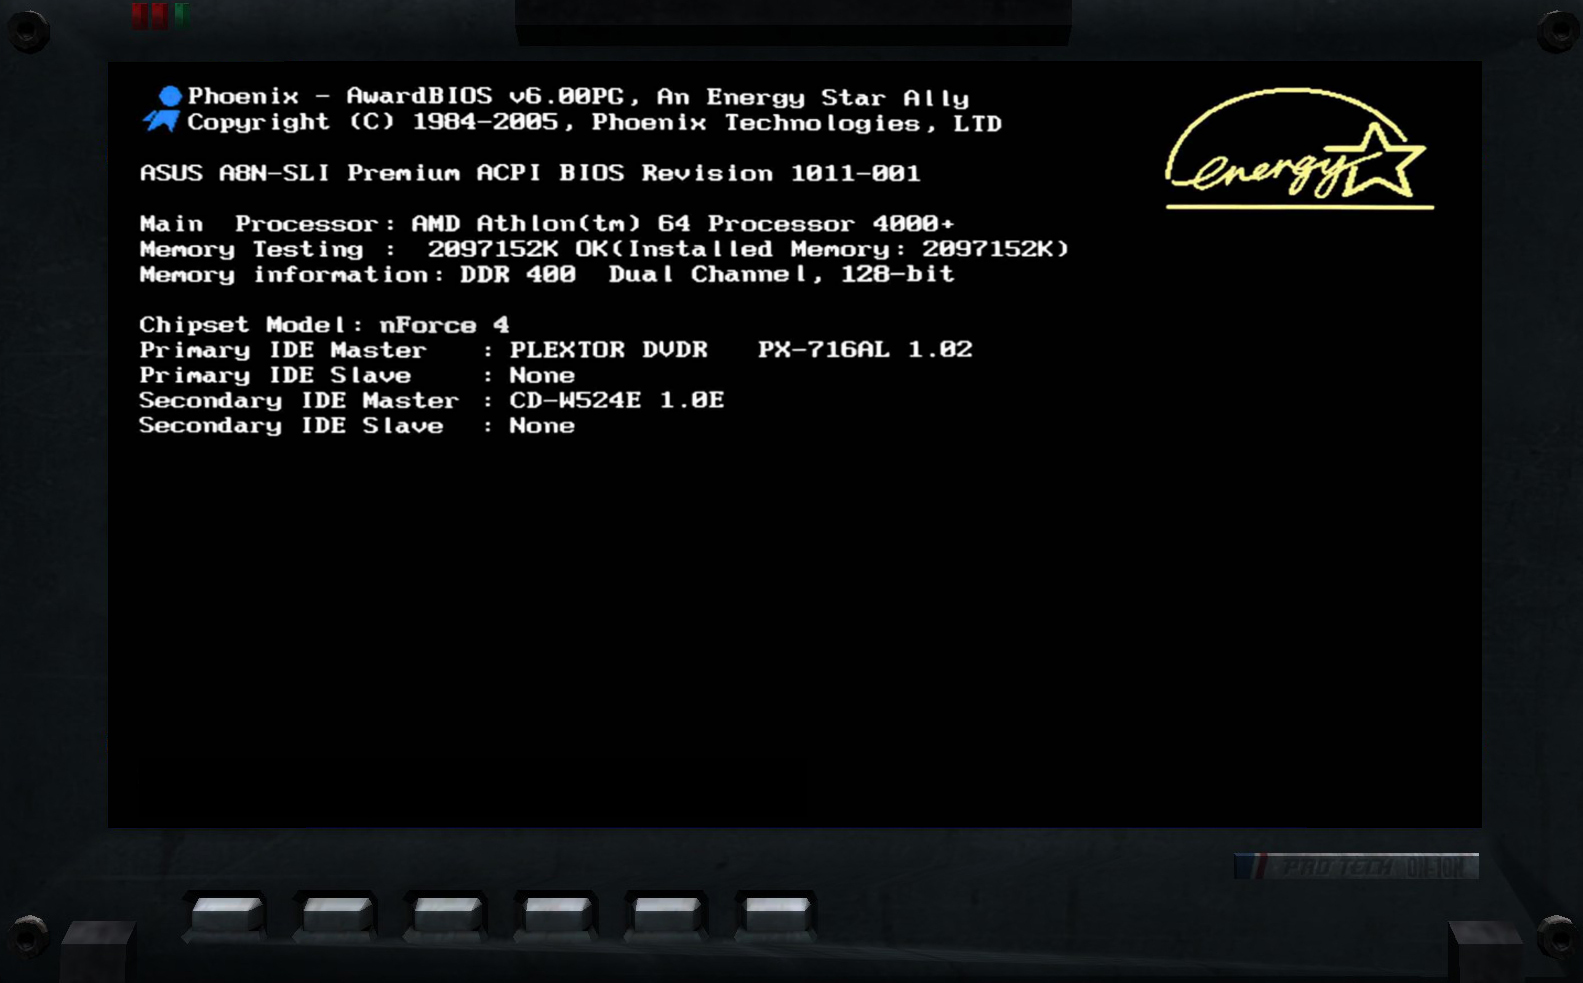 Phoenix - AwardBIOS v6.00PG, An Energy Star Ally
Copyright (C) 1984-2005, Phoenix Technologies, LTD
energy
ASUS A8N-SLI Premium ACPI BIOS Revision 1011-001
Main Processor: AMD Athlon(tm) 64 Processor 4000+
Memory Testing : 2097152K OK(Installed Memory: 2097152K)
Memory information: DDR 400 Dual Channel, 128-bit
Chipset Model: nForce 4
Primary IDE Master : PLEXTOR DVDR PX-716AL 1.02
Primary IDE Slave : None
Secondary IDE Master : CD-W524E 1.0E
Secondary IDE Slave : None
PRO TECH